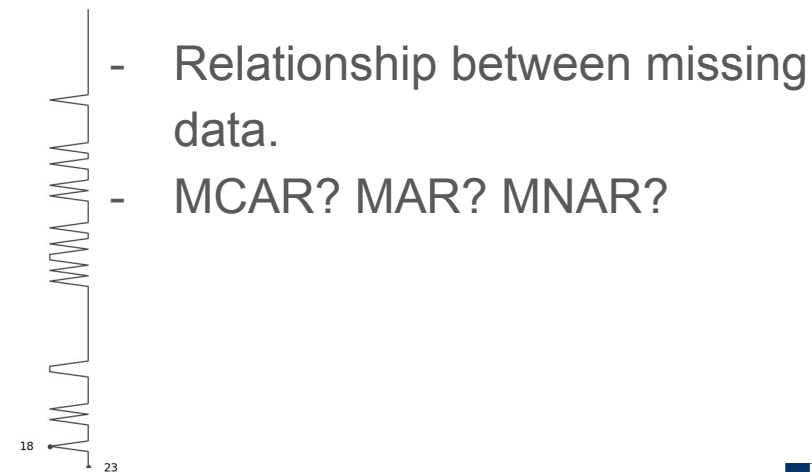 - Relationship between missing
data.
- MCAR? MAR? MNAR?
18
23